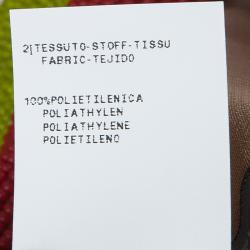 2|TESSUTO-STOFF-TISSU
FABRIC-TEJIDO
100%POLIETILENICA
POLIATHYLEN
POLIATHYLENE
POLIETILENO